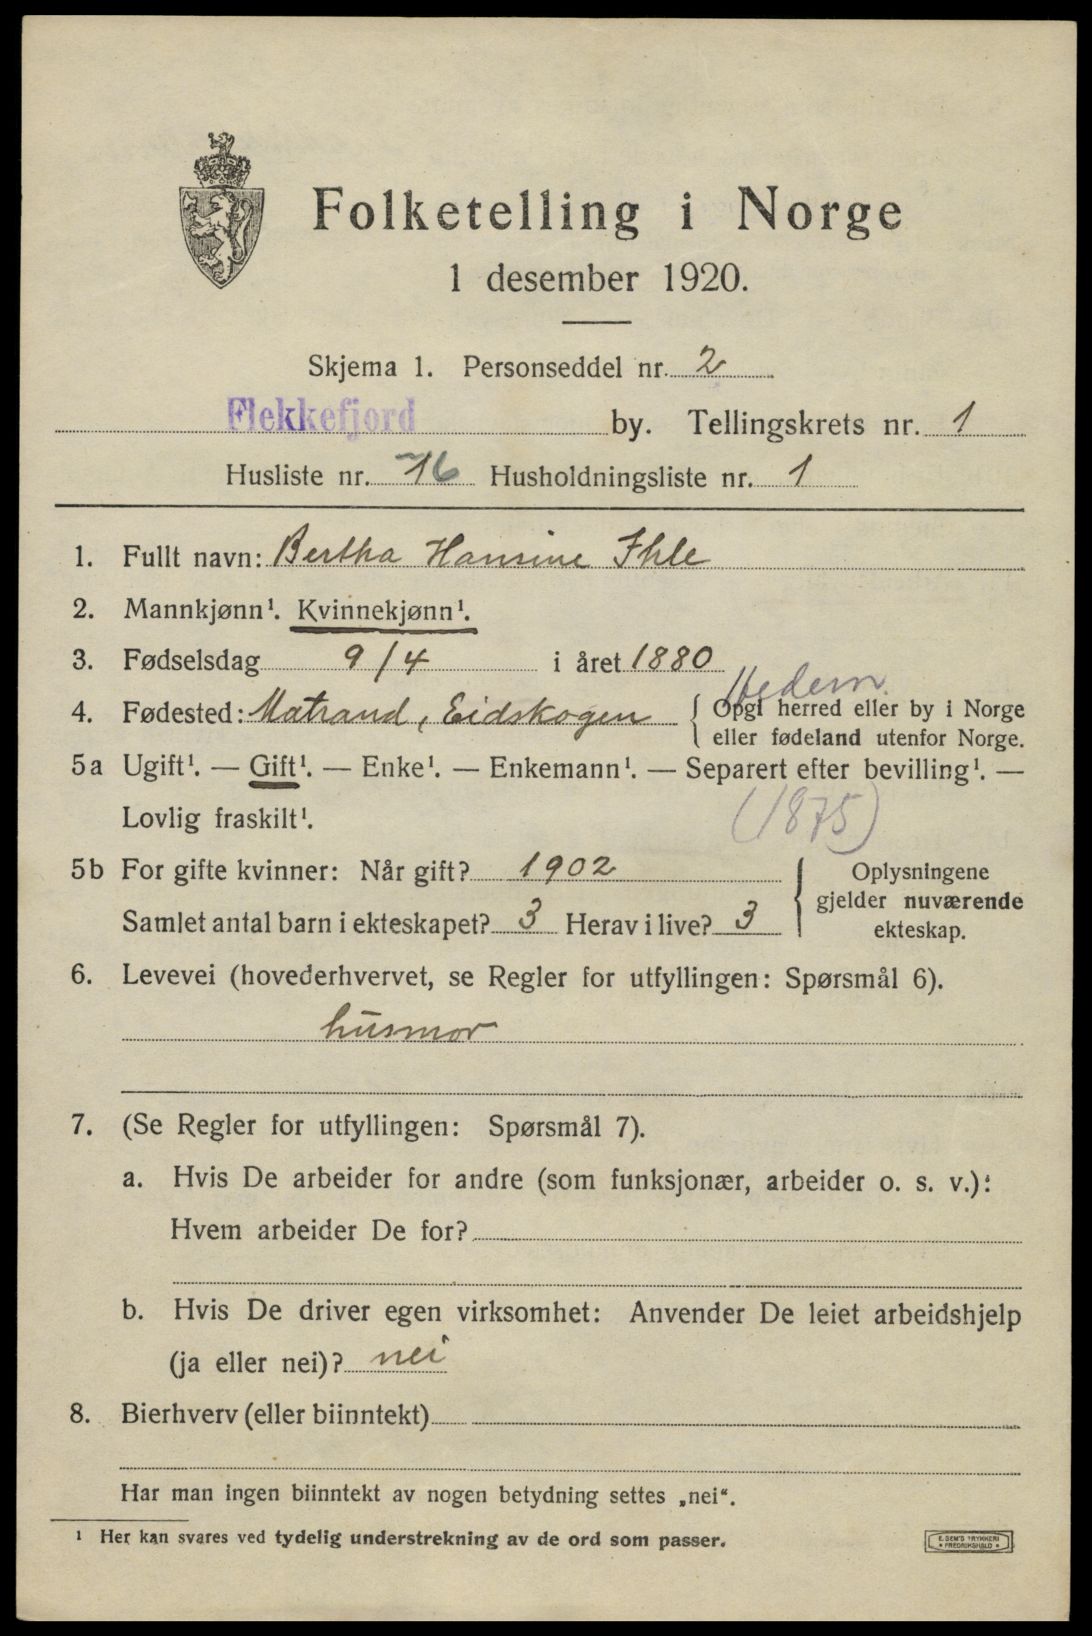 Folketelling i Norge
1 desember 1920.
Skjema 1. Personseddel nr. 2
Flekkefjord by. Tellingskrets nr. 1
Husliste nr. 16 Husholdningsliste nr. 1
1. Fullt navn: Bertha Hansine Ihle
2. Mannkjønn¹. Kvinnekjønn¹.
3. Fødselsdag 9/4 i året 1880
Hedem.
4. Fødested: Matrand, Eidskogen { Opgi herred eller by i Norge
eller fødeland utenfor Norge.
5a Ugift¹. — Gift¹. — Enke¹. — Enkemann¹. — Separert efter bevilling¹. —
Lovlig fraskilt¹. (1875)
5b For gifte kvinner: Når gift? 1902
Samlet antal barn i ekteskapet? 3 Herav i live? 3
Oplysningene
gjelder nuværende
ekteskap.
6. Levevei (hovederhvervet, se Regler for utfyllingen: Spørsmål 6).
husmor
7. (Se Regler for utfyllingen: Spørsmål 7).
a. Hvis De arbeider for andre (som funksjonær, arbeider o. s. v.):
Hvem arbeider De for?
b. Hvis De driver egen virksomhet: Anvender De leiet arbeidshjelp
(ja eller nei)? nei
8. Bierhverv (eller biinntekt)
Har man ingen biinntekt av nogen betydning settes „nei“.
¹ Her kan svares ved tydelig understrekning av de ord som passer.
E. SEM'S TRYKKERI
• FREDRIKSHALD •